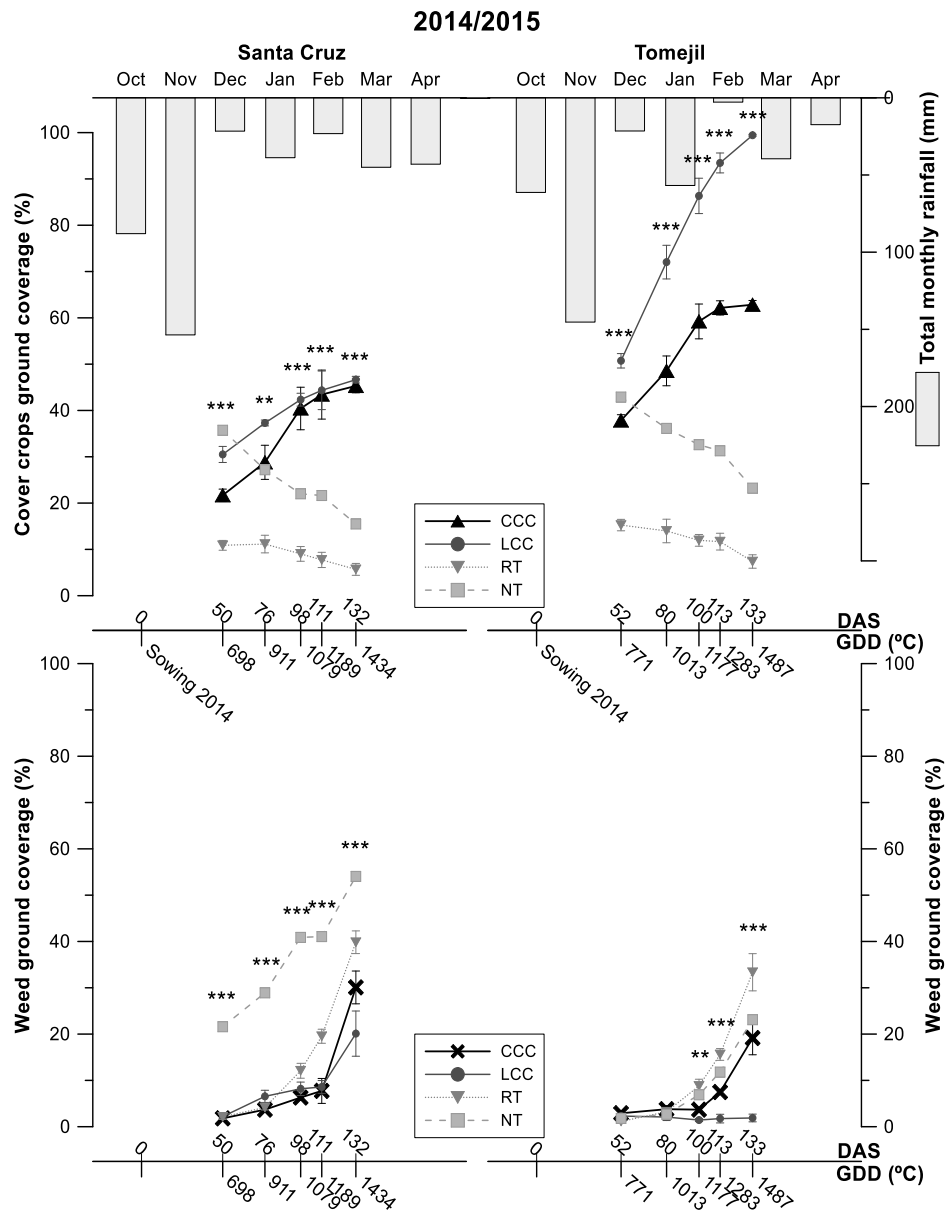 2014/2015
Santa Cruz Tomejil
Oct Nov Dec Jan Feb Mar Apr Oct Nov Dec Jan Feb Mar Apr
Cover crops ground coverage (%)
100
80
60
40
20
0
*** ** *** *** ***
*** *** *** *** ***
0
100
200
Total monthly rainfall (mm)
CCC
LCC
RT
NT
0 50 76 98 111 132 0 52 80 100 113 133 DAS
Sowing 2014 698 911 1079 1189 1434 Sowing 2014 771 1013 1177 1283 1487 GDD (ºC)
Weed ground coverage (%)
100
80
60
40
20
0
*** *** *** *** ***
** *** ***
100
80
60
40
20
0
Weed ground coverage (%)
CCC
LCC
RT
NT
0 50 76 98 111 132 0 52 80 100 113 133 DAS
698 911 1079 1189 1434 771 1013 1177 1283 1487 GDD (ºC)